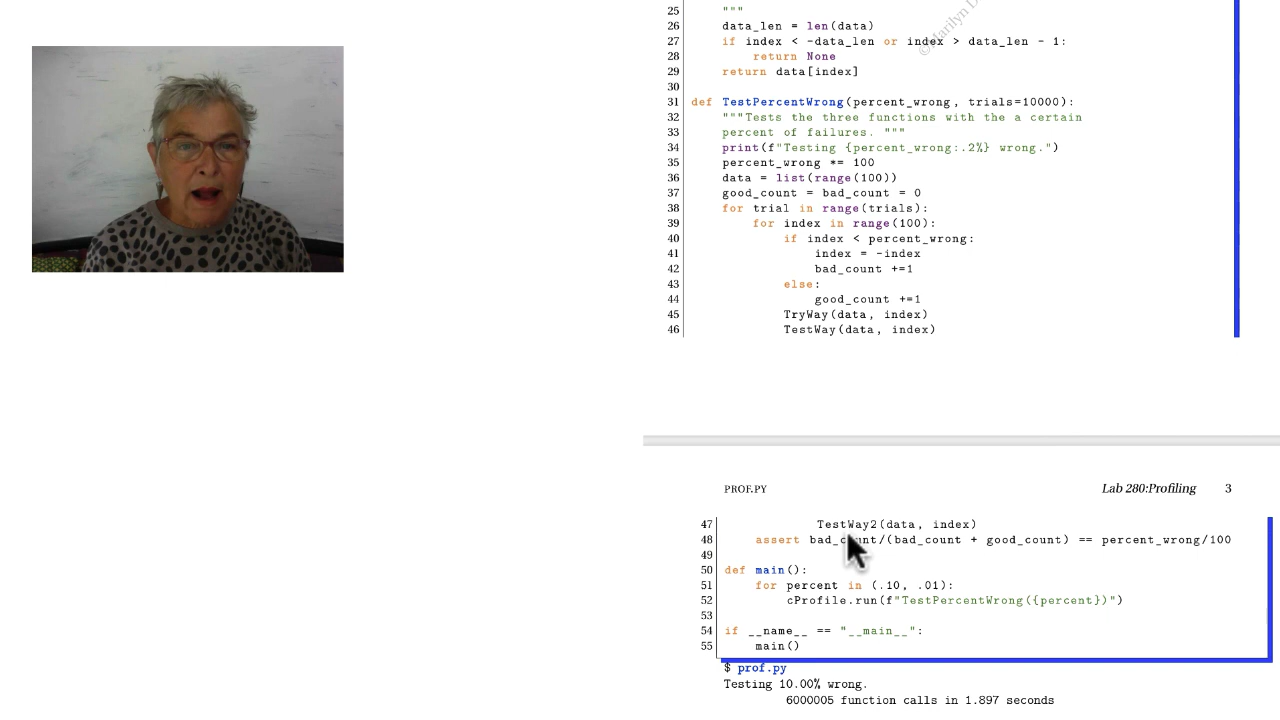 25 """
26 data_len = len(data)
27 if index < -data_len or index > data_len - 1:
28 return None
29 return data[index]
30
31 def TestPercentWrong(percent_wrong, trials=10000):
32 """Tests the three functions with the a certain
33 percent of failures. """
34 print(f"Testing {percent_wrong:.2%} wrong.")
35 percent_wrong *= 100
36 data = list(range(100))
37 good_count = bad_count = 0
38 for trial in range(trials):
39 for index in range(100):
40 if index < percent_wrong:
41 index = -index
42 bad_count +=1
43 else:
44 good_count +=1
45 TryWay(data, index)
46 TestWay(data, index)
© Marilyn D
PROF.PY Lab 280:Profiling 3
47 TestWay2(data, index)
48 assert bad_count/(bad_count + good_count) == percent_wrong/100
49
50 def main():
51 for percent in (.10, .01):
52 cProfile.run(f"TestPercentWrong({percent})")
53
54 if __name__ == "__main__":
55 main()
$ prof.py
Testing 10.00% wrong.
6000005 function calls in 1.897 seconds